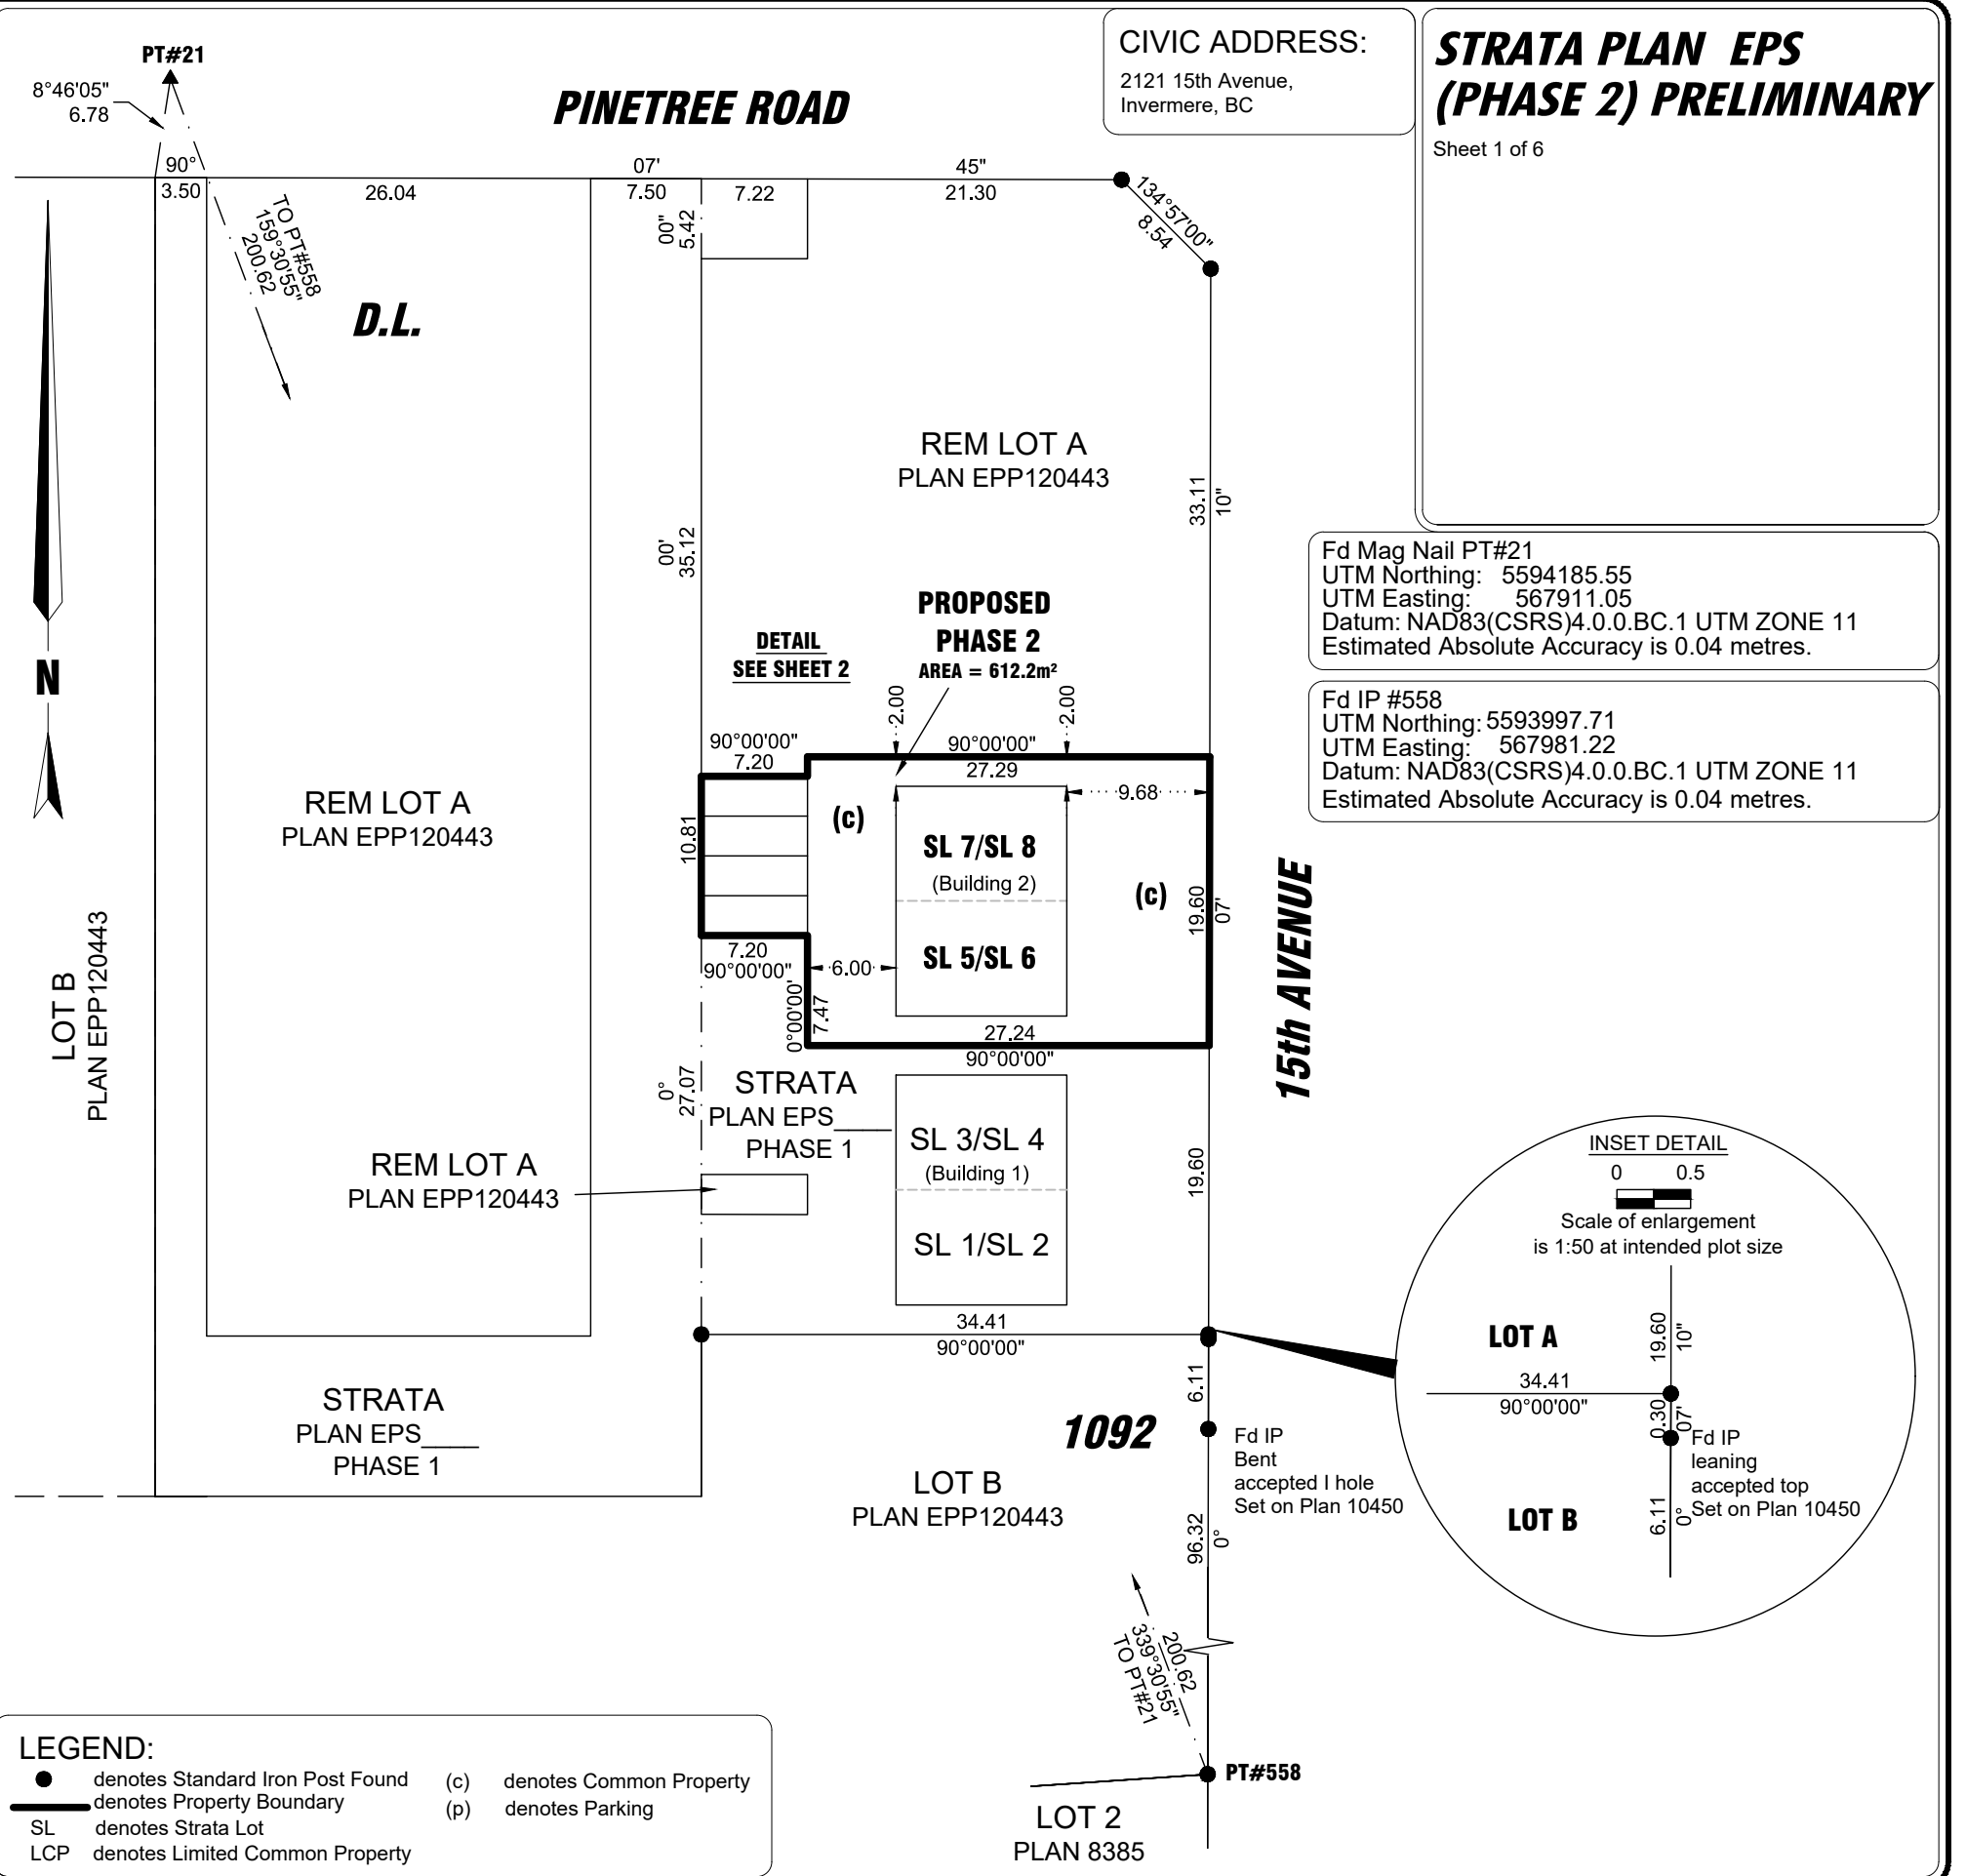 PT#21
8°46'05"
6.78
PINETREE ROAD
CIVIC ADDRESS:
2121 15th Avenue,
Invermere, BC
STRATA PLAN EPS
(PHASE 2) PRELIMINARY
Sheet 1 of 6
90° 07' 45"
3.50 26.04 7.50 7.22 21.30
134°57'00"
8.54
TO PT#558
159°30'55"
200.62
00"
5.42
D.L.
REM LOT A
PLAN EPP120443
33.11
10"
00'
35.12
Fd Mag Nail PT#21
UTM Northing: 5594185.55
UTM Easting: 567911.05
Datum: NAD83(CSRS)4.0.0.BC.1 UTM ZONE 11
Estimated Absolute Accuracy is 0.04 metres.
Fd IP #558
UTM Northing: 5593997.71
UTM Easting: 567981.22
Datum: NAD83(CSRS)4.0.0.BC.1 UTM ZONE 11
Estimated Absolute Accuracy is 0.04 metres.
PROPOSED
PHASE 2
AREA = 612.2m²
DETAIL
SEE SHEET 2
N
2.00
2.00
90°00'00"
7.20
90°00'00"
27.29
9.68
REM LOT A
PLAN EPP120443
10.81
(c)
SL 7/SL 8
(Building 2)
(c)
19.60
07'
SL 5/SL 6
7.20
90°00'00"
6.00
0°00'00'
7.47
27.24
90°00'00"
15th AVENUE
LOT B
PLAN EPP120443
0°
27.07
STRATA
PLAN EPS____
PHASE 1
SL 3/SL 4
(Building 1)
SL 1/SL 2
19.60
REM LOT A
PLAN EPP120443
34.41
90°00'00"
INSET DETAIL
0 0.5
Scale of enlargement
is 1:50 at intended plot size
LOT A
19.60
10"
34.41
90°00'00"
0.30
07'
Fd IP
leaning
accepted top
Set on Plan 10450
LOT B
6.11
0°
6.11
STRATA
PLAN EPS____
PHASE 1
1092
Fd IP
Bent
accepted I hole
Set on Plan 10450
LOT B
PLAN EPP120443
96.32
0°
200.62
339°30'55"
TO PT#21
PT#558
LOT 2
PLAN 8385
LEGEND:
denotes Standard Iron Post Found
denotes Property Boundary
SL denotes Strata Lot
LCP denotes Limited Common Property
(c) denotes Common Property
(p) denotes Parking